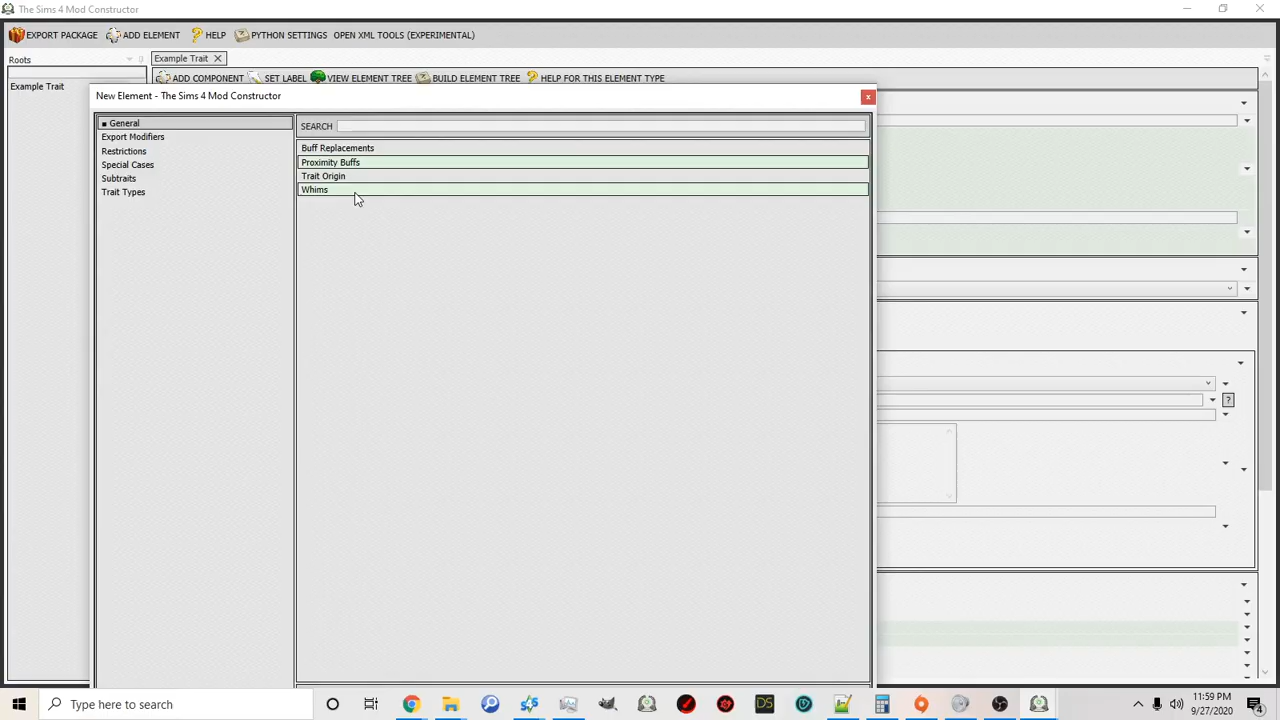 The Sims 4 Mod Constructor
EXPORT PACKAGE ADD ELEMENT HELP PYTHON SETTINGS OPEN XML TOOLS (EXPERIMENTAL)
Roots
Example Trait
Example Trait
ADD COMPONENT SET LABEL VIEW ELEMENT TREE BUILD ELEMENT TREE HELP FOR THIS ELEMENT TYPE
New Element - The Sims 4 Mod Constructor
General
Export Modifiers
Restrictions
Special Cases
Subtraits
Trait Types
SEARCH
Buff Replacements
Proximity Buffs
Trait Origin
Whims
?
Type here to search
DS
11:59 PM
9/27/2020
4